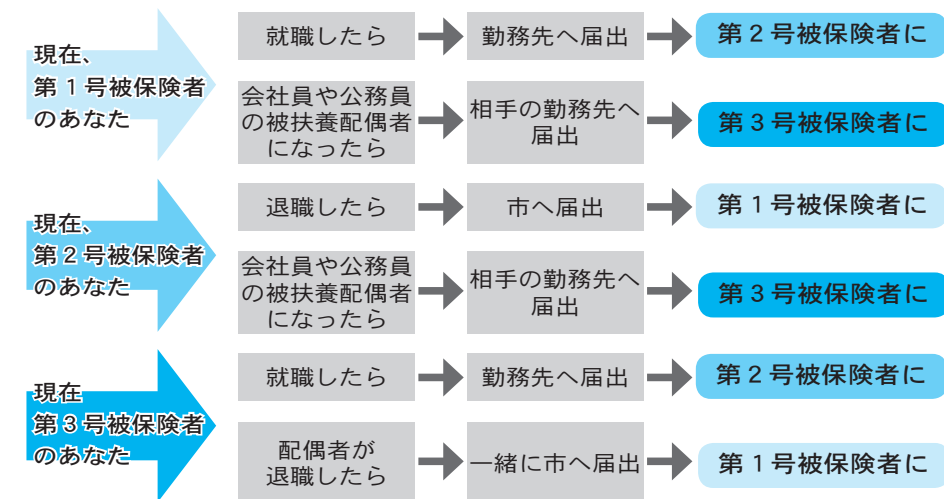 現在、
第１号被保険者
のあなた
就職したら
勤務先へ届出
第２号被保険者に
会社員や公務員
の被扶養配偶者
になったら
相手の勤務先へ
届出
第３号被保険者に
現在、
第２号被保険者
のあなた
退職したら
市へ届出
第１号被保険者に
会社員や公務員
の被扶養配偶者
になったら
相手の勤務先へ
届出
第３号被保険者に
現在
第３号被保険者
のあなた
就職したら
勤務先へ届出
第２号被保険者に
配偶者が
退職したら
一緒に市へ届出
第１号被保険者に